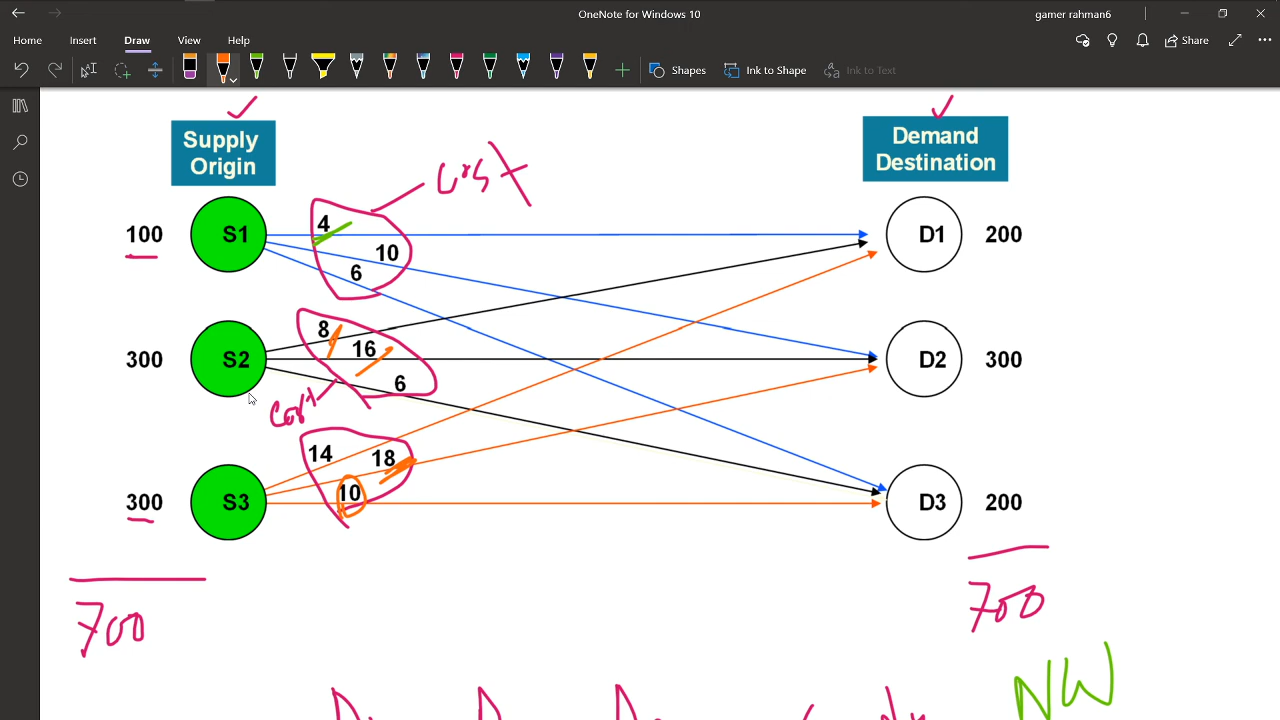 OneNote for Windows 10
gamer rahman6
Home Insert Draw View Help
Share
Shapes
Ink to Shape
Ink to Text
Supply
Origin
Demand
Destination
Cost
100 S1 4 10 6 D1 200
300 S2 8 16 6 D2 300
Cost
300 S3 14 18 10 D3 200
700 700
NW